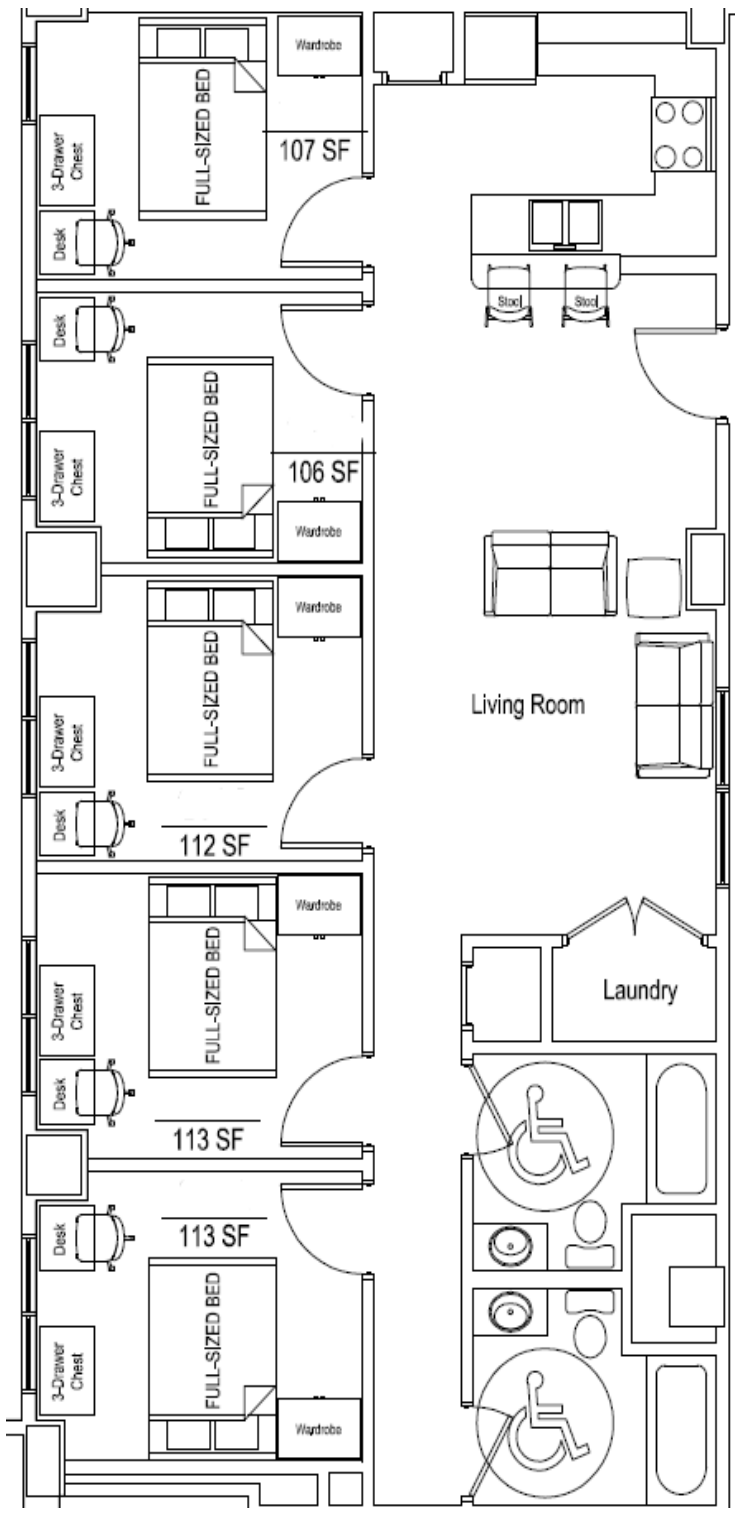 Wardrobe
FULL-SIZED BED
107 SF
3-Drawer
Chest
Desk
Stool
Stool
Desk
FULL-SIZED BED
3-Drawer
Chest
106 SF
Wardrobe
Wardrobe
FULL-SIZED BED
3-Drawer
Chest
Living Room
Desk
112 SF
Wardrobe
FULL-SIZED BED
3-Drawer
Chest
Laundry
Desk
113 SF
Desk
113 SF
FULL-SIZED BED
3-Drawer
Chest
Wardrobe